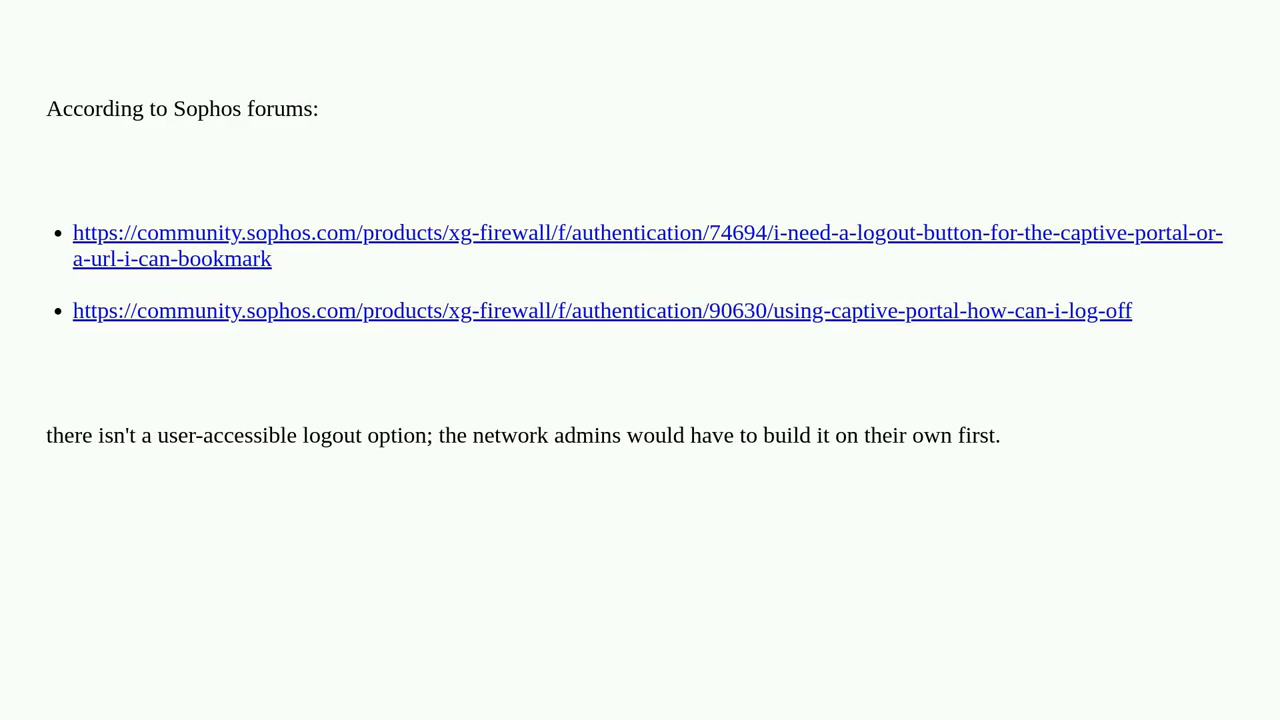 According to Sophos forums:
• https://community.sophos.com/products/xg-firewall/f/authentication/74694/i-need-a-logout-button-for-the-captive-portal-or-
a-url-i-can-bookmark
• https://community.sophos.com/products/xg-firewall/f/authentication/90630/using-captive-portal-how-can-i-log-off
there isn't a user-accessible logout option; the network admins would have to build it on their own first.